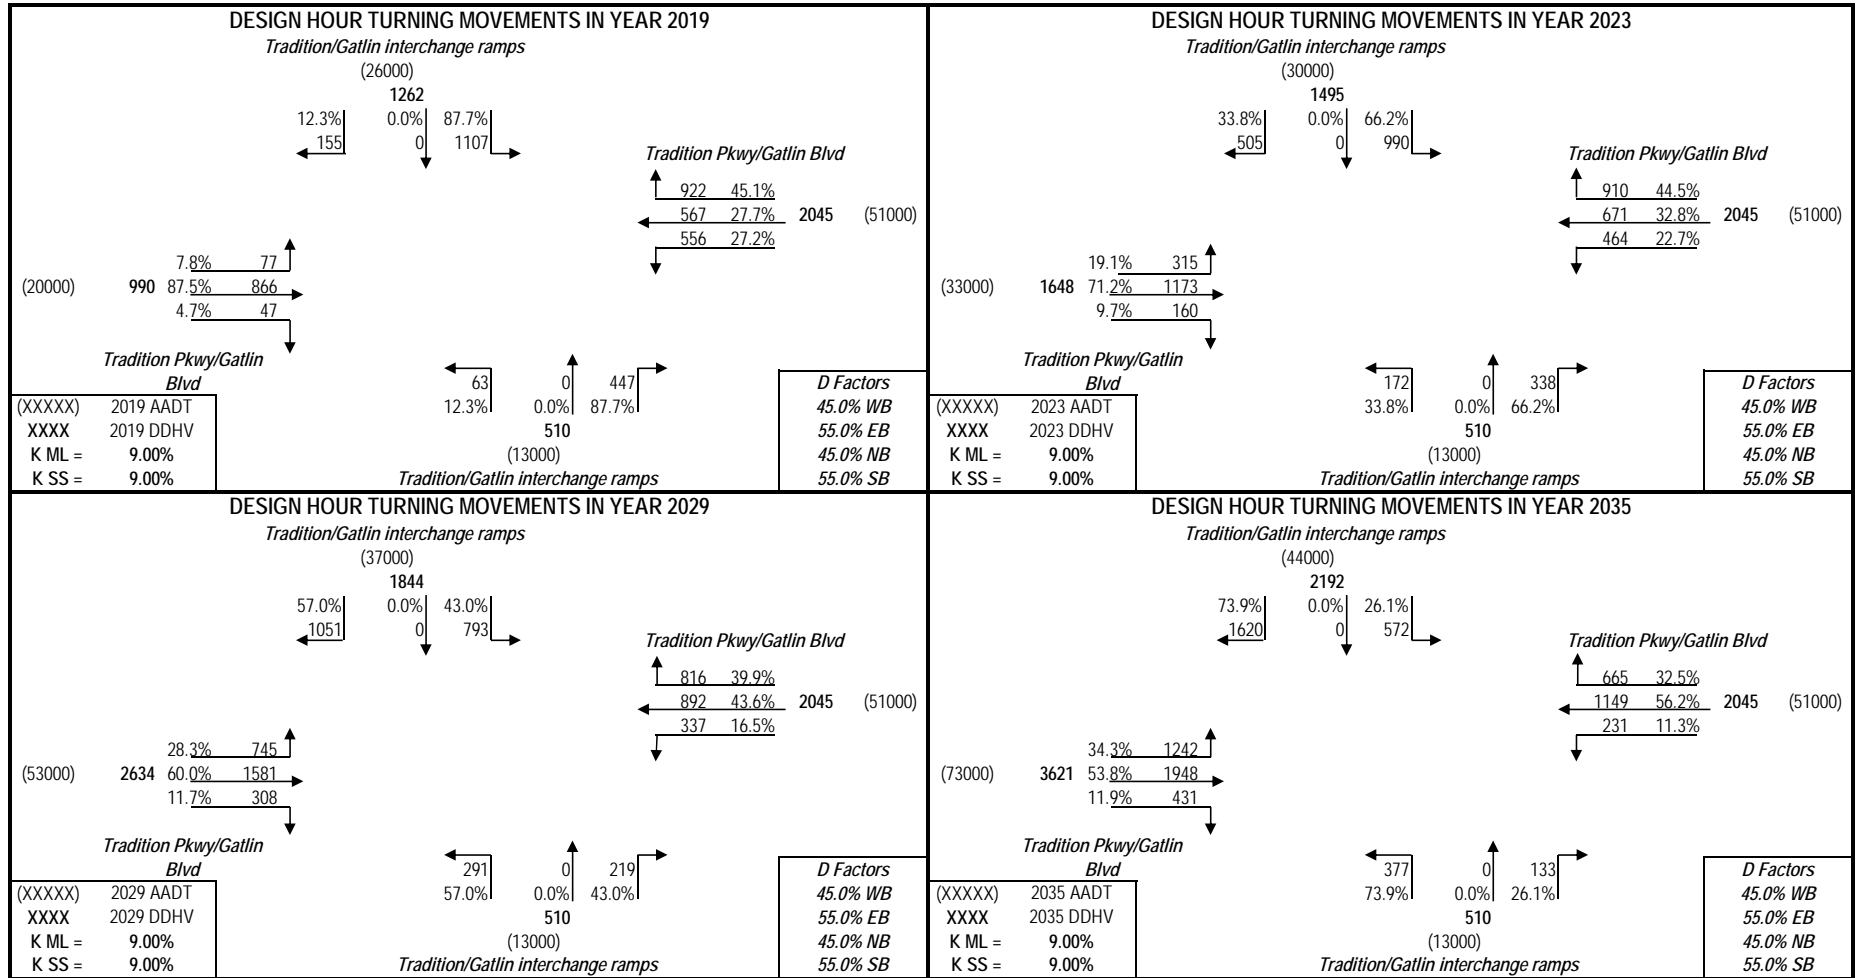 DESIGN HOUR TURNING MOVEMENTS IN YEAR 2019
Tradition/Gatlin interchange ramps
(26000)
1262
12.3% 0.0% 87.7%
155 0 1107
Tradition Pkwy/Gatlin Blvd
922 45.1%
567 27.7% 2045 (51000)
556 27.2%
7.8% 77
(20000) 990 87.5% 866
4.7% 47
Tradition Pkwy/Gatlin
Blvd
63 0 447
12.3% 0.0% 87.7%
510
(13000)
Tradition/Gatlin interchange ramps
(XXXXX) 2019 AADT
XXXX 2019 DDHV
K ML = 9.00%
K SS = 9.00%
D Factors
45.0% WB
55.0% EB
45.0% NB
55.0% SB
DESIGN HOUR TURNING MOVEMENTS IN YEAR 2023
Tradition/Gatlin interchange ramps
(30000)
1495
33.8% 0.0% 66.2%
505 0 990
Tradition Pkwy/Gatlin Blvd
910 44.5%
671 32.8% 2045 (51000)
464 22.7%
19.1% 315
(33000) 1648 71.2% 1173
9.7% 160
Tradition Pkwy/Gatlin
Blvd
172 0 338
33.8% 0.0% 66.2%
510
(13000)
Tradition/Gatlin interchange ramps
(XXXXX) 2023 AADT
XXXX 2023 DDHV
K ML = 9.00%
K SS = 9.00%
D Factors
45.0% WB
55.0% EB
45.0% NB
55.0% SB
DESIGN HOUR TURNING MOVEMENTS IN YEAR 2029
Tradition/Gatlin interchange ramps
(37000)
1844
57.0% 0.0% 43.0%
1051 0 793
Tradition Pkwy/Gatlin Blvd
816 39.9%
892 43.6% 2045 (51000)
337 16.5%
28.3% 745
(53000) 2634 60.0% 1581
11.7% 308
Tradition Pkwy/Gatlin
Blvd
291 0 219
57.0% 0.0% 43.0%
510
(13000)
Tradition/Gatlin interchange ramps
(XXXXX) 2029 AADT
XXXX 2029 DDHV
K ML = 9.00%
K SS = 9.00%
D Factors
45.0% WB
55.0% EB
45.0% NB
55.0% SB
DESIGN HOUR TURNING MOVEMENTS IN YEAR 2035
Tradition/Gatlin interchange ramps
(44000)
2192
73.9% 0.0% 26.1%
1620 0 572
Tradition Pkwy/Gatlin Blvd
665 32.5%
1149 56.2% 2045 (51000)
231 11.3%
34.3% 1242
(73000) 3621 53.8% 1948
11.9% 431
Tradition Pkwy/Gatlin
Blvd
377 0 133
73.9% 0.0% 26.1%
510
(13000)
Tradition/Gatlin interchange ramps
(XXXXX) 2035 AADT
XXXX 2035 DDHV
K ML = 9.00%
K SS = 9.00%
D Factors
45.0% WB
55.0% EB
45.0% NB
55.0% SB